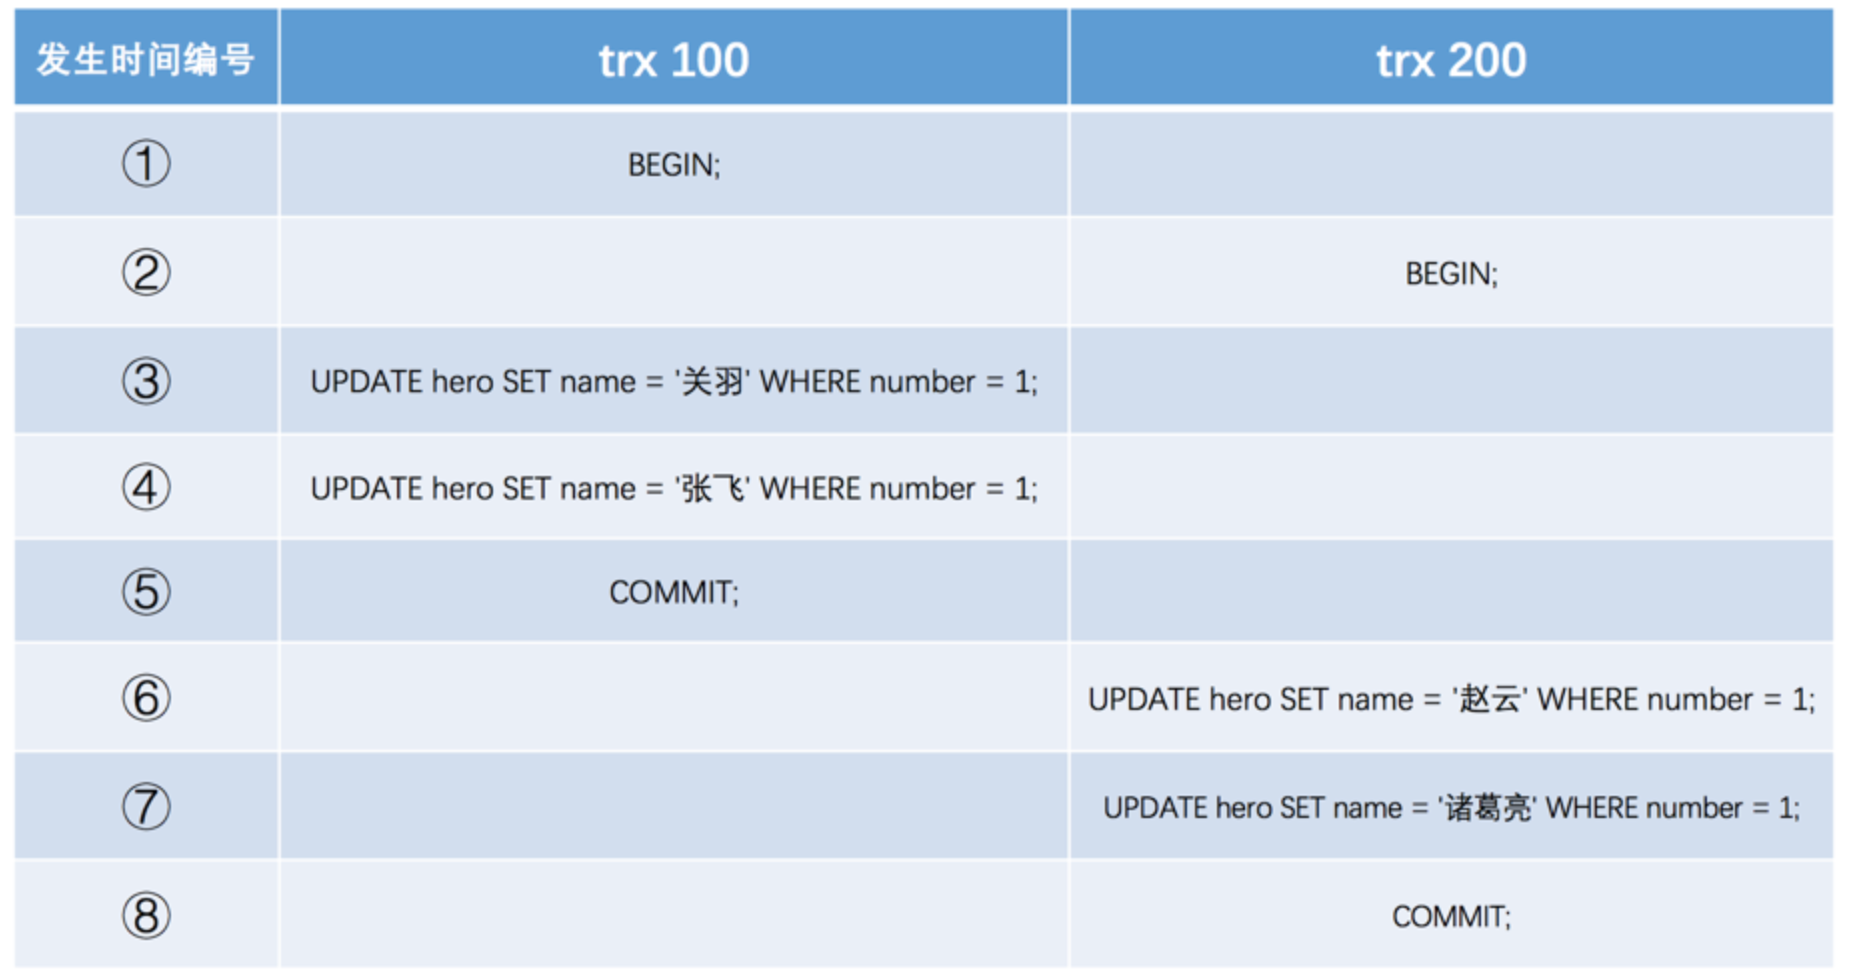 发生时间编号 trx 100 trx 200
① BEGIN;
② BEGIN;
③ UPDATE hero SET name = '关羽' WHERE number = 1;
④ UPDATE hero SET name = '张飞' WHERE number = 1;
⑤ COMMIT;
⑥ UPDATE hero SET name = '赵云' WHERE number = 1;
⑦ UPDATE hero SET name = '诸葛亮' WHERE number = 1;
⑧ COMMIT;